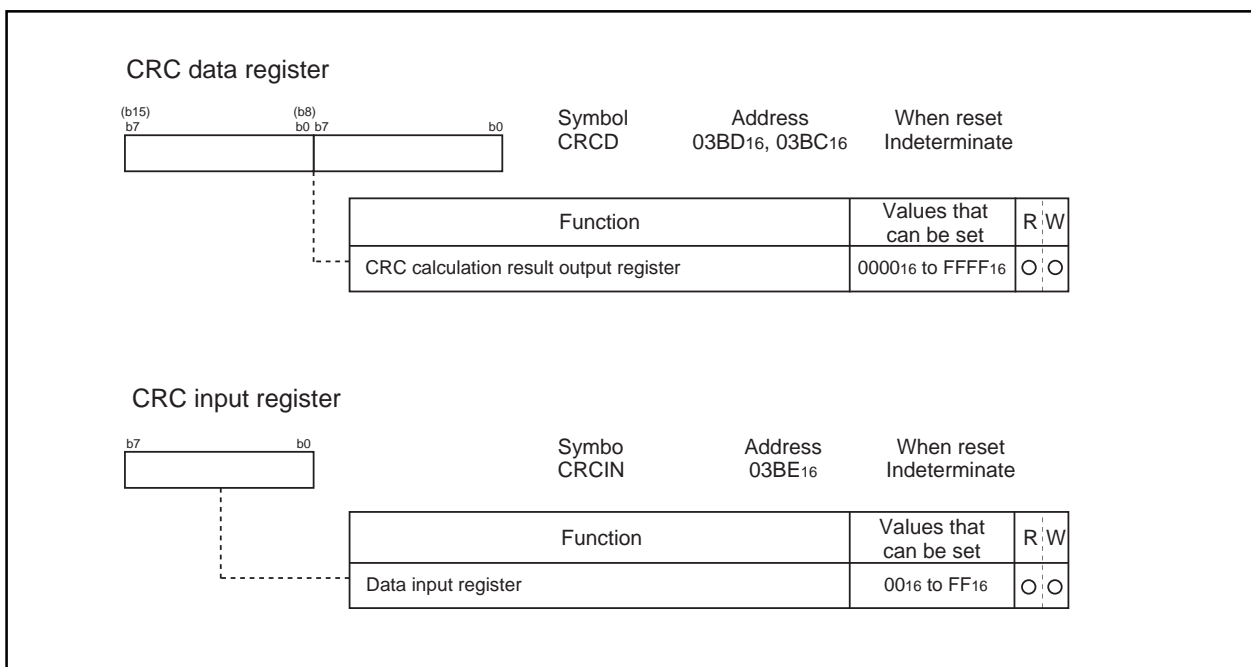 CRC data register
(b15) (b8)
b7 b0 b7 b0
Symbol Address When reset
CRCD 03BD16, 03BC16 Indeterminate
Function Values that can be set R W
CRC calculation result output register 000016 to FFFF16 O O
CRC input register
b7 b0
Symbo Address When reset
CRCIN 03BE16 Indeterminate
Function Values that can be set R W
Data input register 0016 to FF16 O O